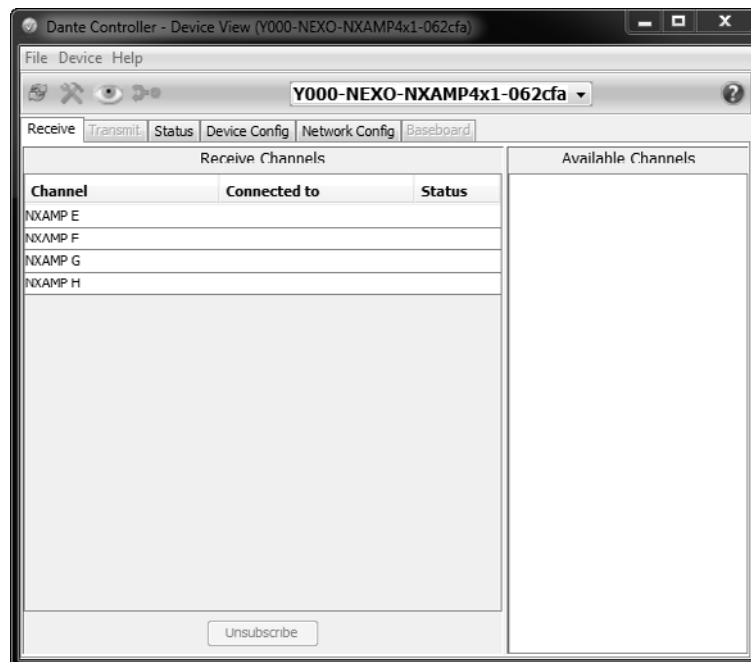 Dante Controller - Device View (Y000-NEXO-NXAMP4x1-062cfa)
File Device Help
Y000-NEXO-NXAMP4x1-062cfa
Receive Transmit Status Device Config Network Config Baseboard
Receive Channels
Available Channels
Channel Connected to Status
NXAMP E
NXAMP F
NXAMP G
NXAMP H
Unsubscribe